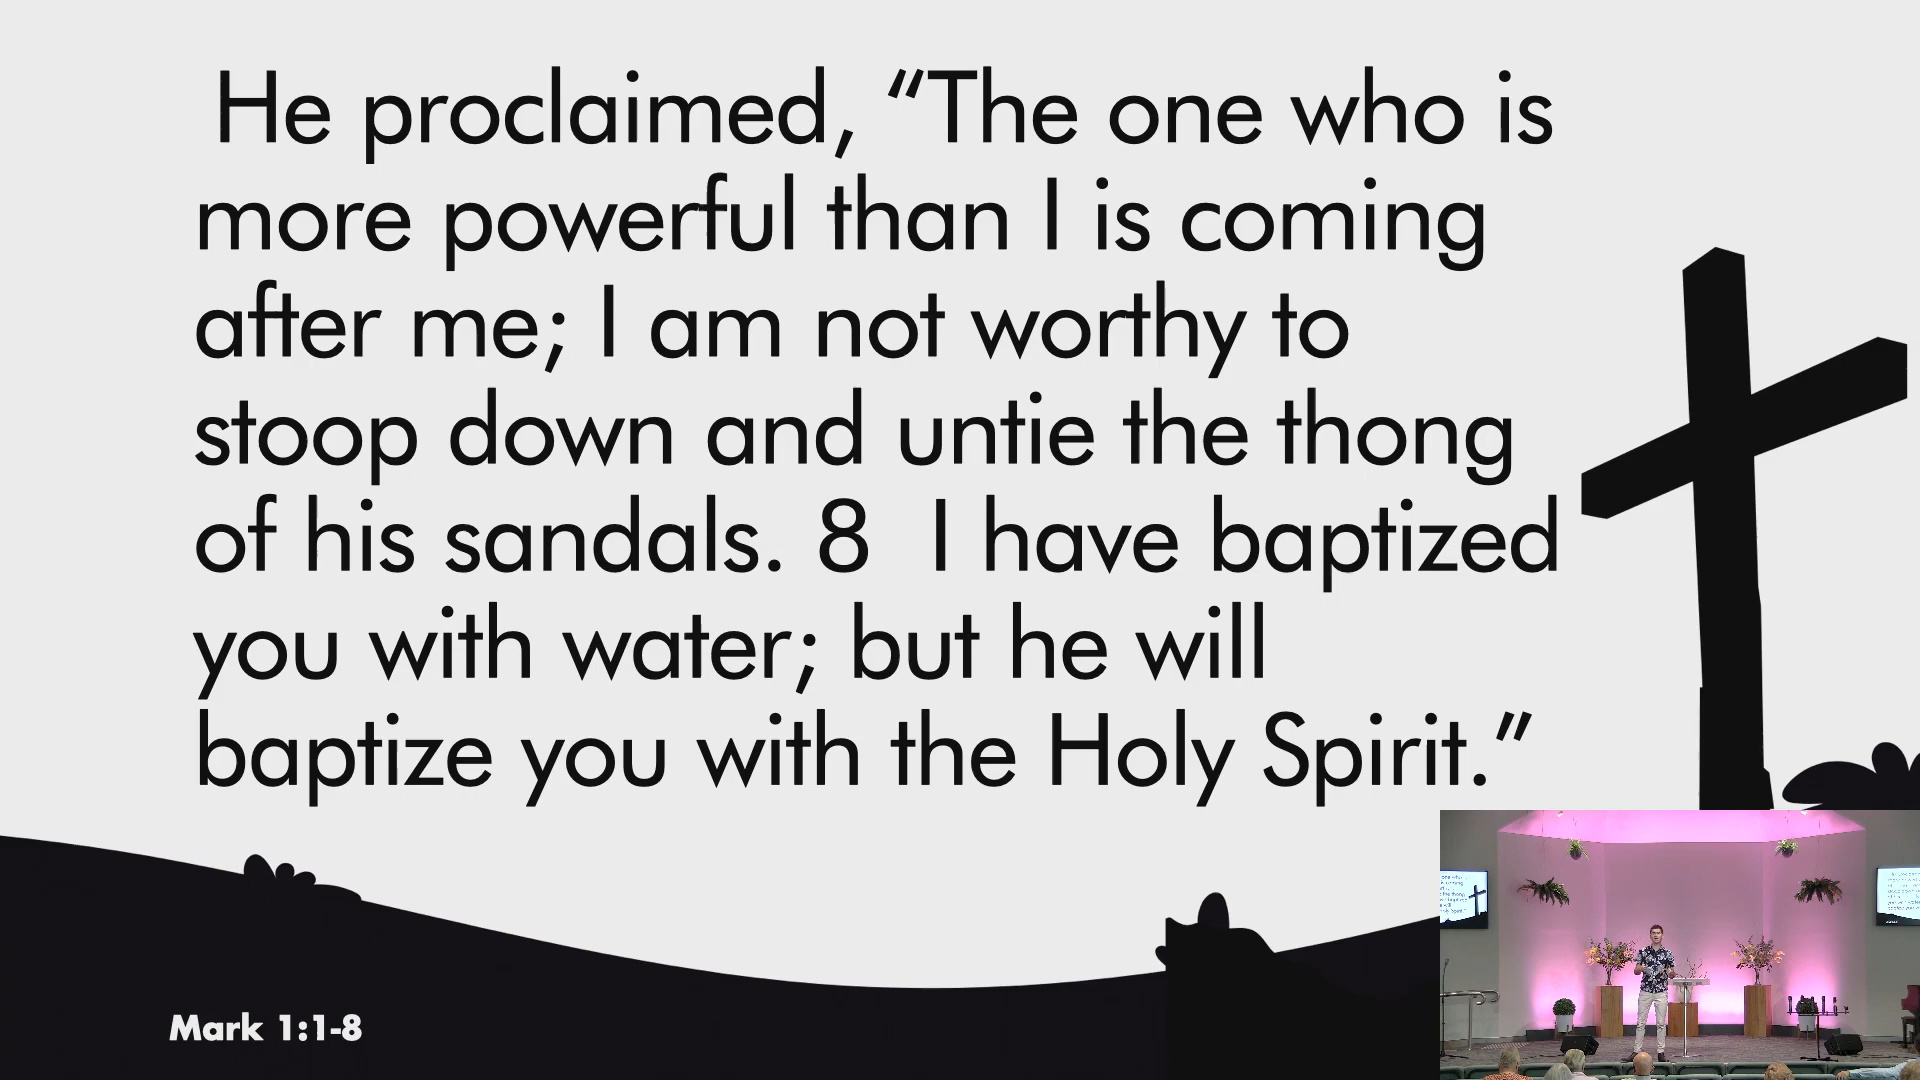 He proclaimed, “The one who is
more powerful than I is coming
after me; I am not worthy to
stoop down and untie the thong
of his sandals. 8  I have baptized
you with water; but he will
baptize you with the Holy Spirit.”
Mark 1:1-8